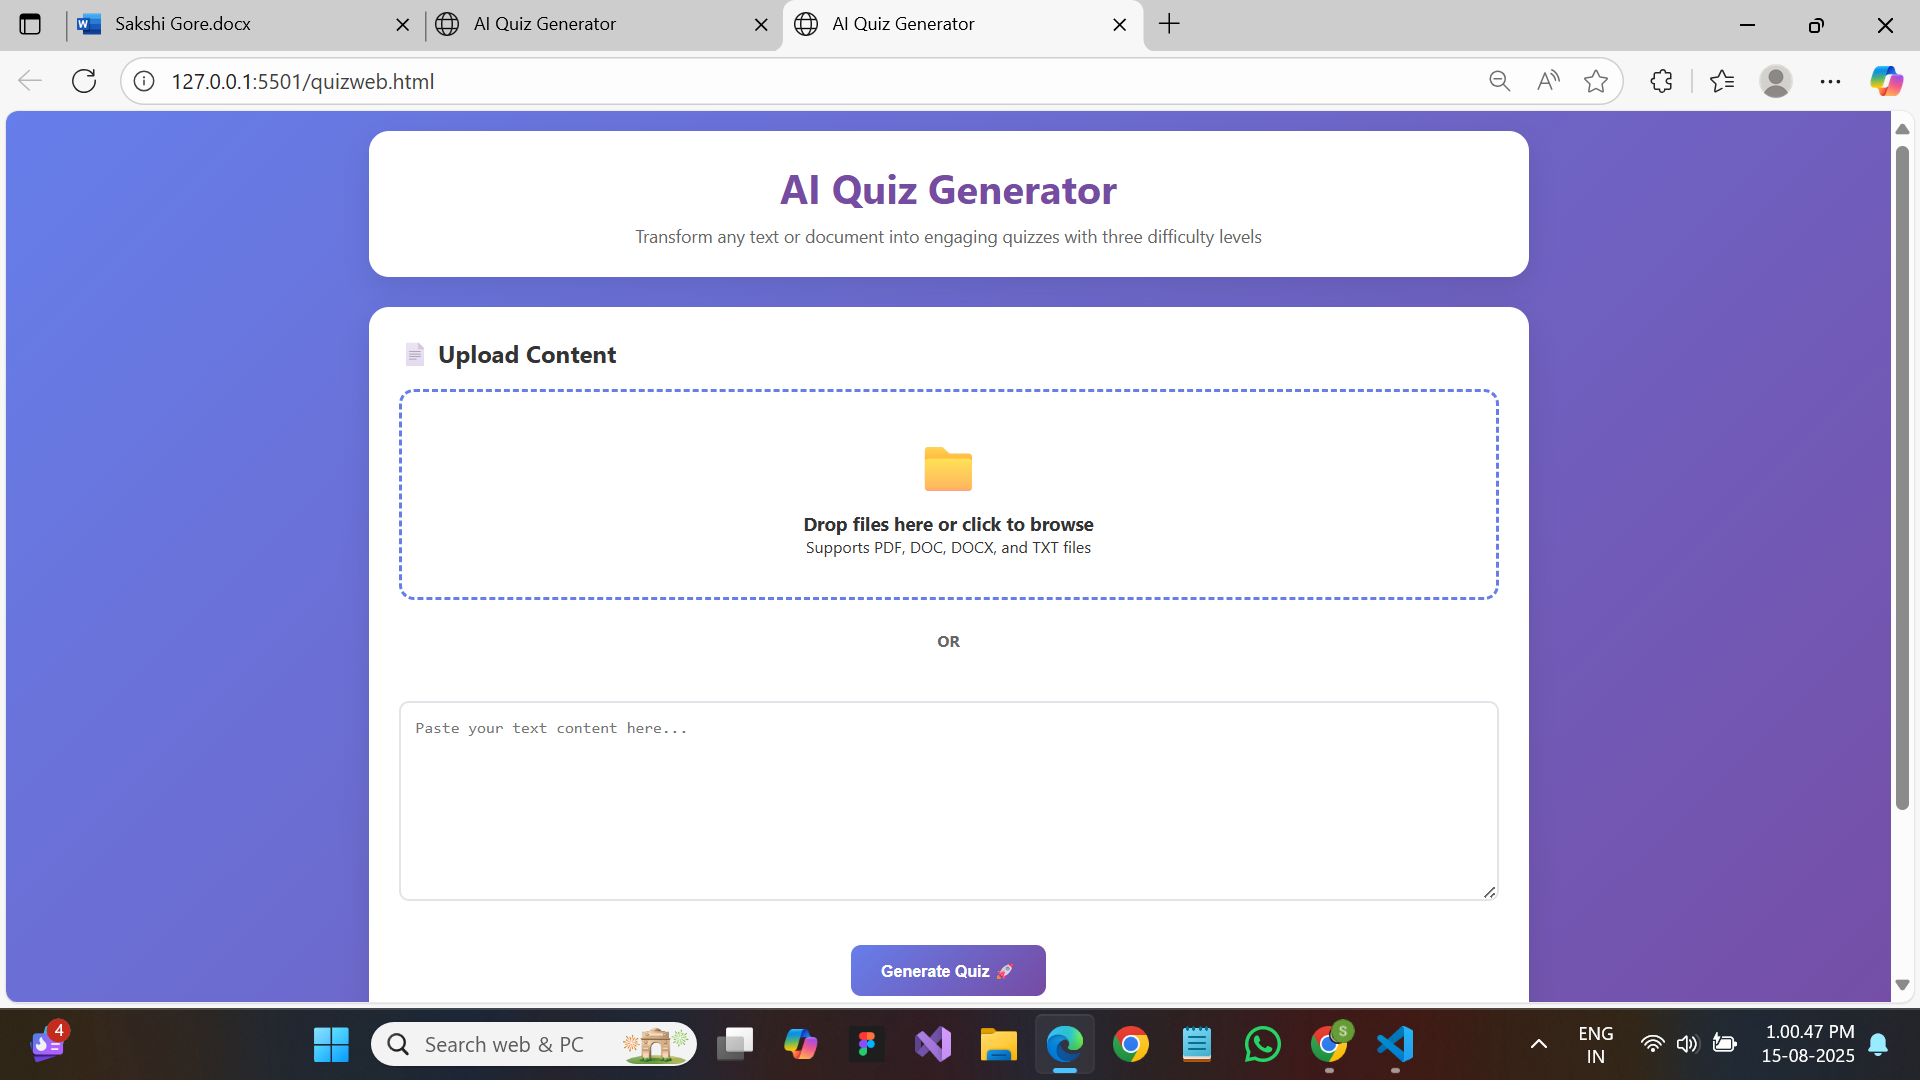 Sakshi Gore.docx
AI Quiz Generator
AI Quiz Generator
127.0.0.1:5501/quizweb.html
AI Quiz Generator
Transform any text or document into engaging quizzes with three difficulty levels
Upload Content
Drop files here or click to browse
Supports PDF, DOC, DOCX, and TXT files
OR
Paste your text content here...
Generate Quiz
4
Search web & PC
S
ENG
IN
1.00.47 PM
15-08-2025